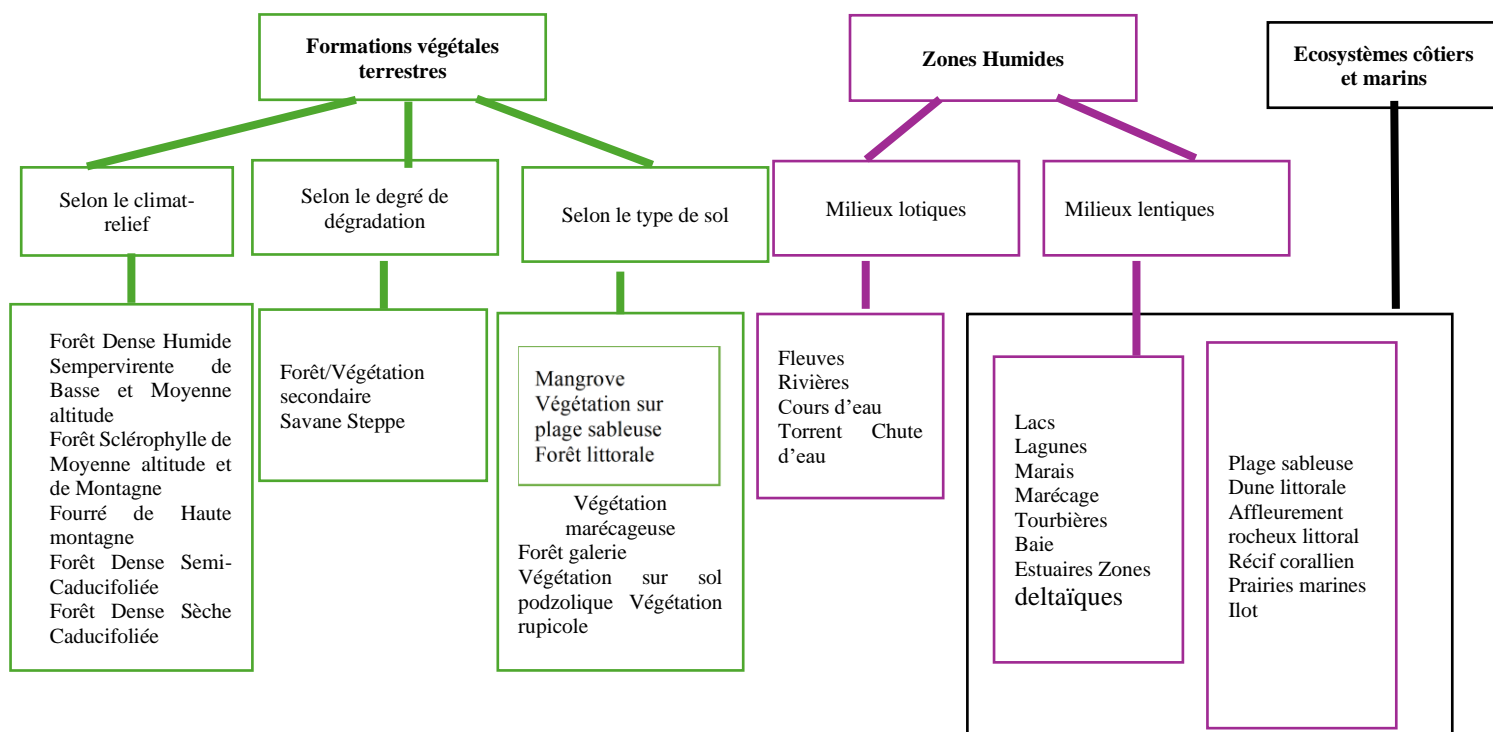 Formations végétales
terrestres
Zones Humides
Ecosystèmes côtiers
et marins
Selon le climat-
relief
Selon le degré de
dégradation
Selon le type de sol
Milieux lotiques
Milieux lentiques
Forêt Dense Humide
Sempervirente de
Basse et Moyenne
altitude
Forêt Sclérophylle de
Moyenne altitude et
de Montagne
Fourré de Haute
montagne
Forêt Dense Semi-
Caducifoliée
Forêt Dense Sèche
Caducifoliée
Forêt/Végétation
secondaire
Savane Steppe
Mangrove
Végétation sur
plage sableuse
Forêt littorale
Végétation
marécageuse
Forêt galerie
Végétation sur sol
podzolique Végétation
rupicole
Fleuves
Rivières
Cours d’eau
Torrent Chute
d’eau
Lacs
Lagunes
Marais
Marécage
Tourbières
Baie
Estuaires Zones
deltaïques
Plage sableuse
Dune littorale
Affleurement
rocheux littoral
Récif corallien
Prairies marines
Ilot